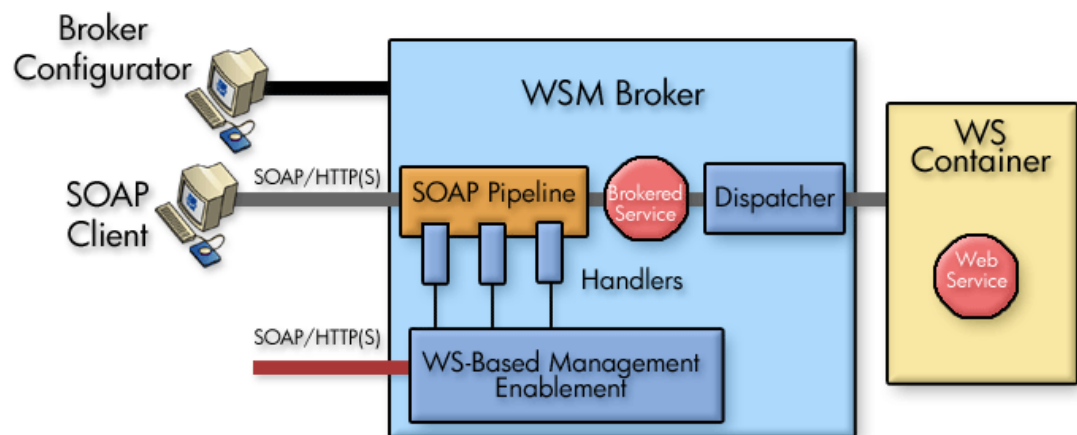 Broker
Configurator
WSM Broker
WS
Container
SOAP
Client
SOAP/HTTP(S)
SOAP Pipeline
Brokered
Service
Dispatcher
Web
Service
Handlers
SOAP/HTTP(S)
WS-Based Management
Enablement